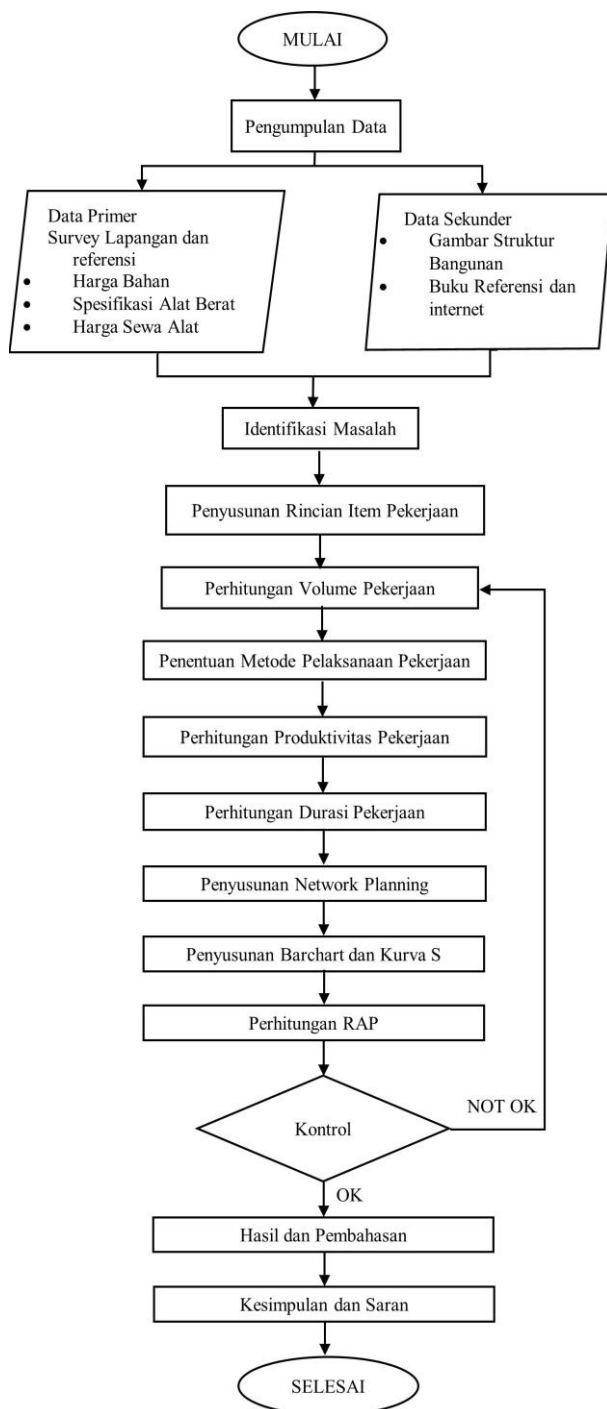 MULAI
Pengumpulan Data
Data Primer
Survey Lapangan dan
referensi
• Harga Bahan
• Spesifikasi Alat Berat
• Harga Sewa Alat
Data Sekunder
• Gambar Struktur
Bangunan
• Buku Referensi dan
internet
Identifikasi Masalah
Penyusunan Rincian Item Pekerjaan
Perhitungan Volume Pekerjaan
Penentuan Metode Pelaksanaan Pekerjaan
Perhitungan Produktivitas Pekerjaan
Perhitungan Durasi Pekerjaan
Penyusunan Network Planning
Penyusunan Barchart dan Kurva S
Perhitungan RAP
Kontrol
NOT OK
OK
Hasil dan Pembahasan
Kesimpulan dan Saran
SELESAI